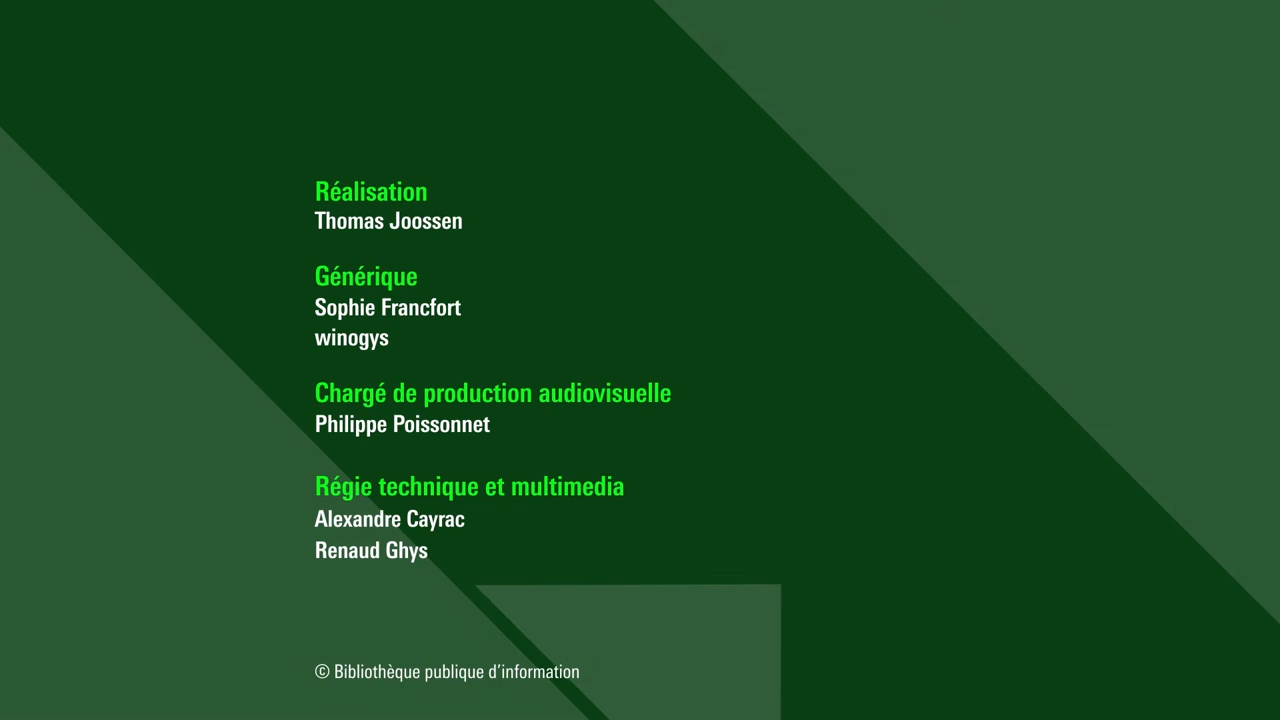 Réalisation
Thomas Joossen
Générique
Sophie Francfort
winogys
Chargé de production audiovisuelle
Philippe Poissonnet
Régie technique et multimedia
Alexandre Cayrac
Renaud Ghys
© Bibliothèque publique d’information